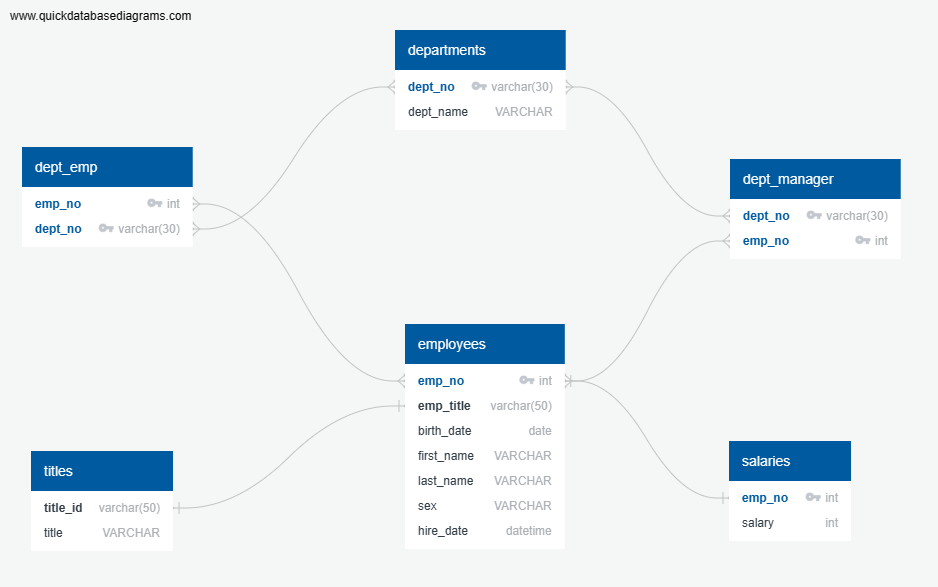 www.quickdatabasediagrams.com
departments
dept_no varchar(30)
dept_name VARCHAR
dept_emp
emp_no int
dept_no varchar(30)
dept_manager
dept_no varchar(30)
emp_no int
employees
emp_no int
emp_title varchar(50)
birth_date date
first_name VARCHAR
last_name VARCHAR
sex VARCHAR
hire_date datetime
titles
title_id varchar(50)
title VARCHAR
salaries
emp_no int
salary int